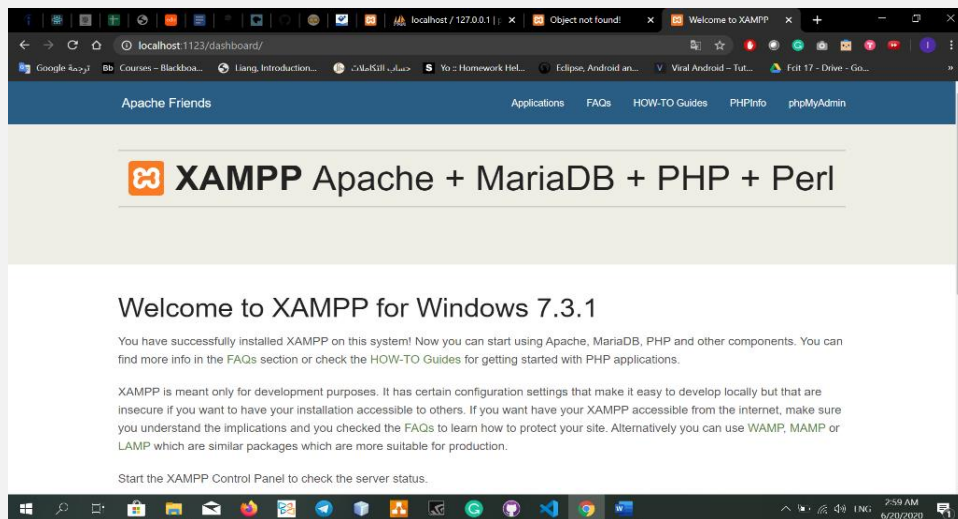 localhost / 127.0.0.1 | p
Object not found!
Welcome to XAMPP
localhost:1123/dashboard/
ترجمة Google
Bb Courses – Blackboa...
Liang, Introduction...
حساب التكاملات
S Yo :: Homework Hel...
Eclipse, Android an...
V Viral Android – Tut...
Fcit 17 - Drive - Go...
»
Apache Friends
Applications FAQs HOW-TO Guides PHPInfo phpMyAdmin
XAMPP Apache + MariaDB + PHP + Perl
Welcome to XAMPP for Windows 7.3.1
You have successfully installed XAMPP on this system! Now you can start using Apache, MariaDB, PHP and other components. You can
find more info in the FAQs section or check the HOW-TO Guides for getting started with PHP applications.
XAMPP is meant only for development purposes. It has certain configuration settings that make it easy to develop locally but that are
insecure if you want to have your installation accessible to others. If you want have your XAMPP accessible from the internet, make sure
you understand the implications and you checked the FAQs to learn how to protect your site. Alternatively you can use WAMP, MAMP or
LAMP which are similar packages which are more suitable for production.
Start the XAMPP Control Panel to check the server status.
ING
2:59 AM
6/20/2020